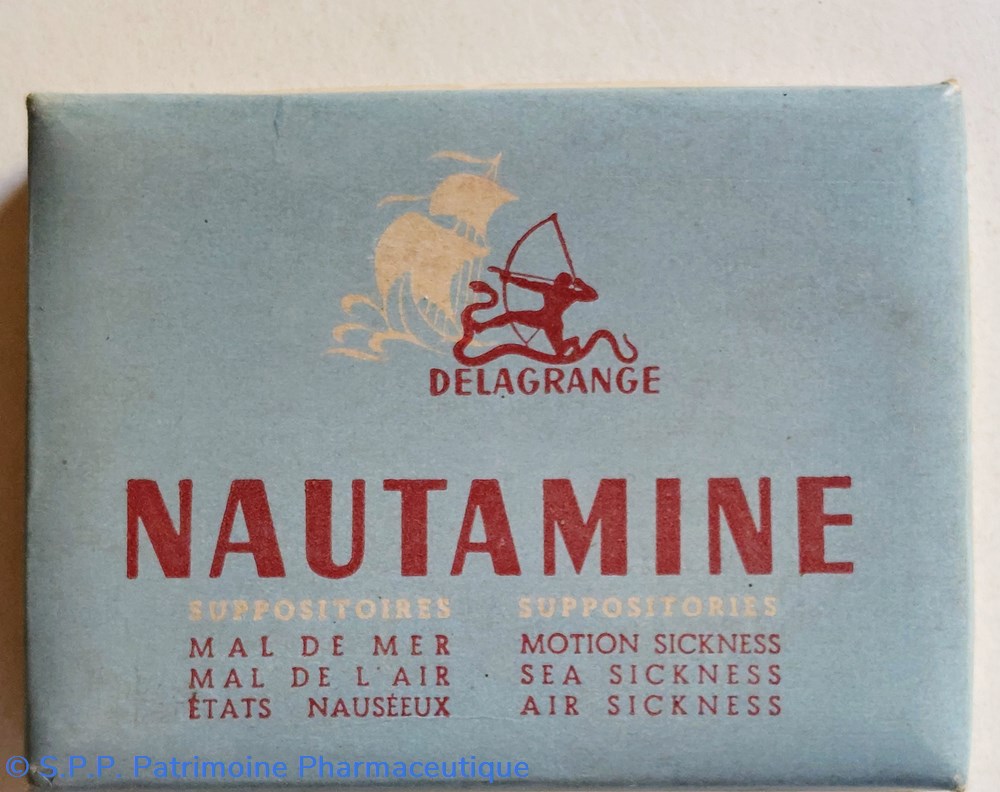 DELAGRANGE
NAUTAMINE
SUPPOSITOIRES
MAL DE MER
MAL DE L'AIR
ÉTATS NAUSÉEUX
SUPPOSITORIES
MOTION SICKNESS
SEA SICKNESS
AIR SICKNESS
© S.P.P. Patrimoine Pharmaceutique